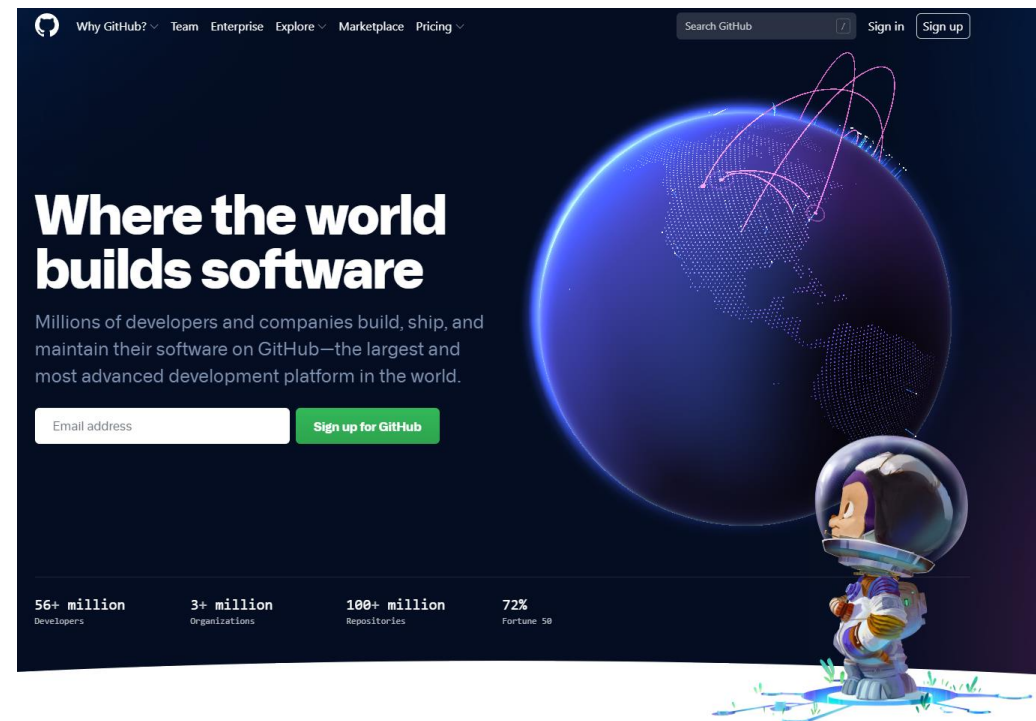 Why GitHub? Team Enterprise Explore Marketplace Pricing Search GitHub / Sign in Sign up
Where the world
builds software
Millions of developers and companies build, ship, and
maintain their software on GitHub—the largest and
most advanced development platform in the world.
Email address Sign up for GitHub
56+ million 3+ million 100+ million 72%
Developers Organizations Repositories Fortune 50